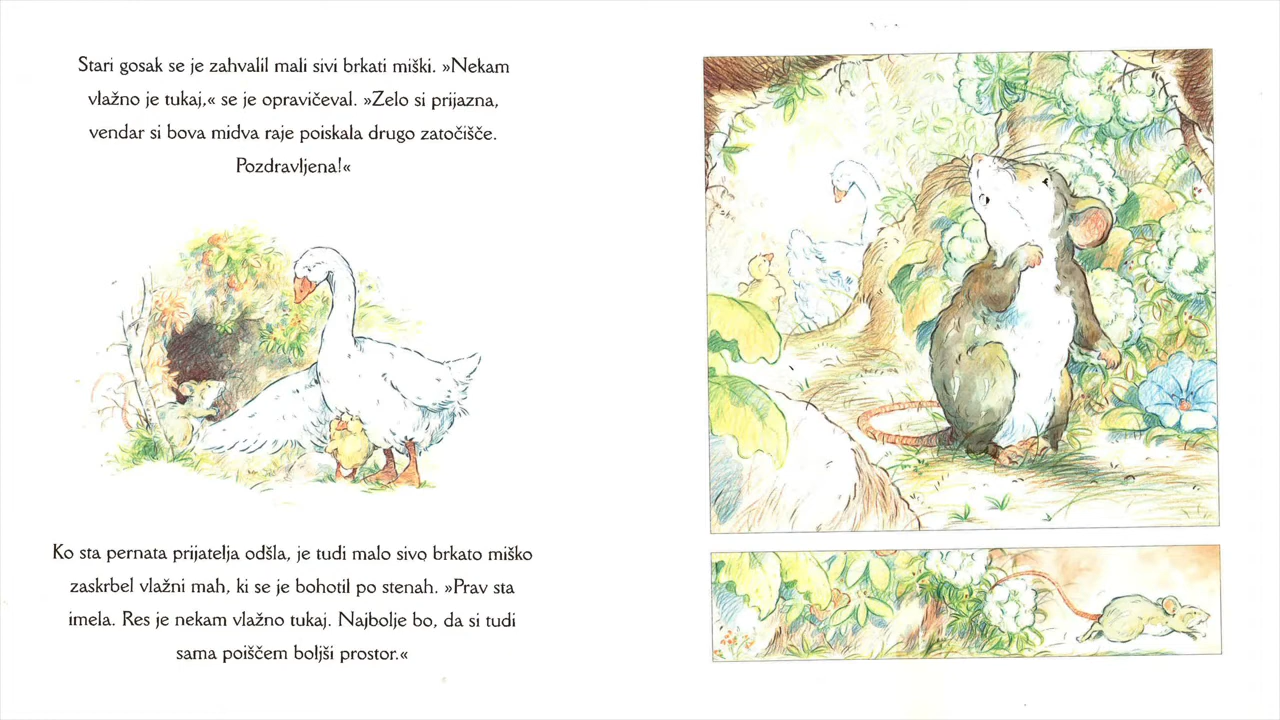 Stari gosak se je zahvalil mali sivi brkati miški. »Nekam
vlažno je tukaj,« se je opravičeval. »Zelo si prijazna,
vendar si bova midva raje poiskala drugo zatočišče.
Pozdravljena!«
Ko sta pernata prijatelja odšla, je tudi malo sivo brkato miško
zaskrbel vlažni mah, ki se je bohotil po stenah. »Prav sta
imela. Res je nekam vlažno tukaj. Najbolje bo, da si tudi
sama poiščem boljši prostor.«